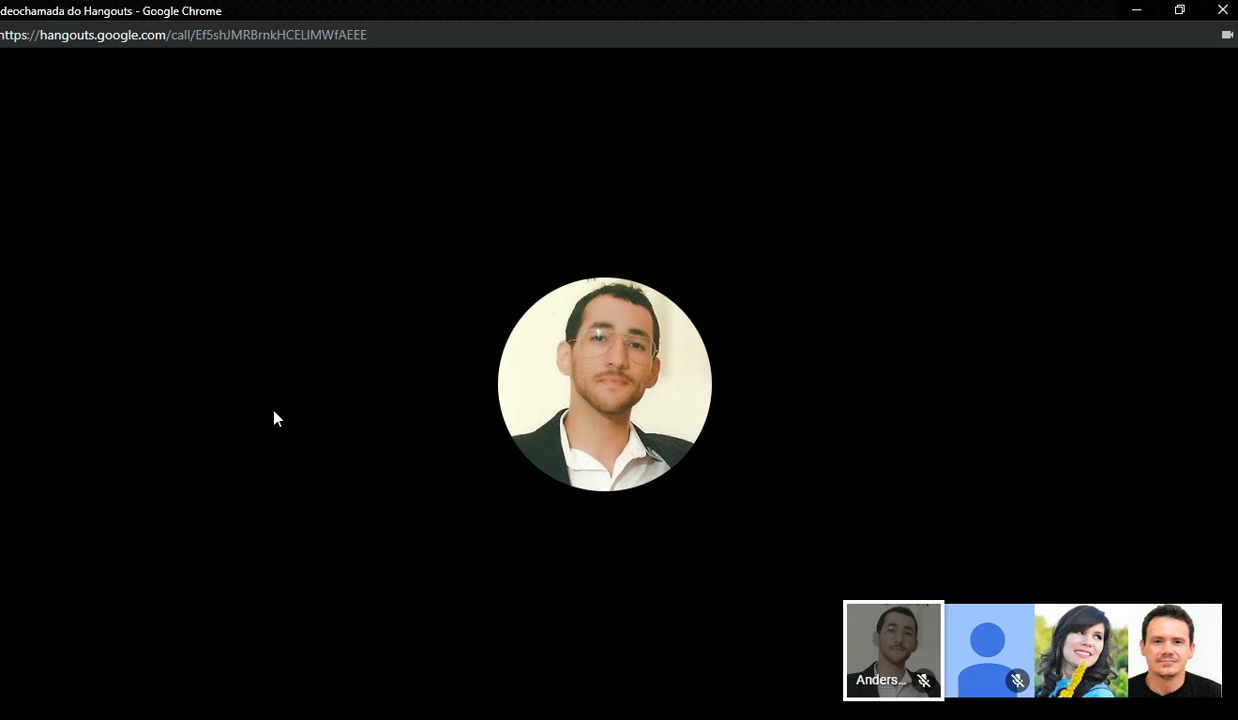 deochamada do Hangouts - Google Chrome
https://hangouts.google.com/call/Ef5shJMRBrnkHCELIMWfAEEE
Anders...